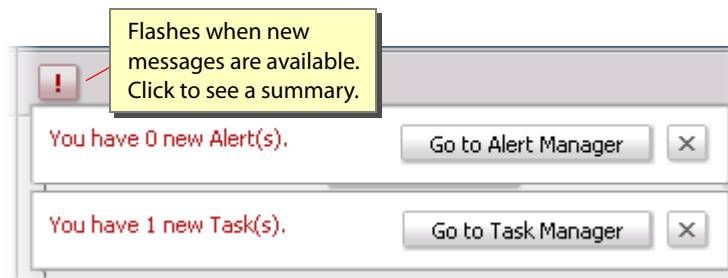 Flashes when new
messages are available.
Click to see a summary.
!
You have 0 new Alert(s).
Go to Alert Manager
You have 1 new Task(s).
Go to Task Manager